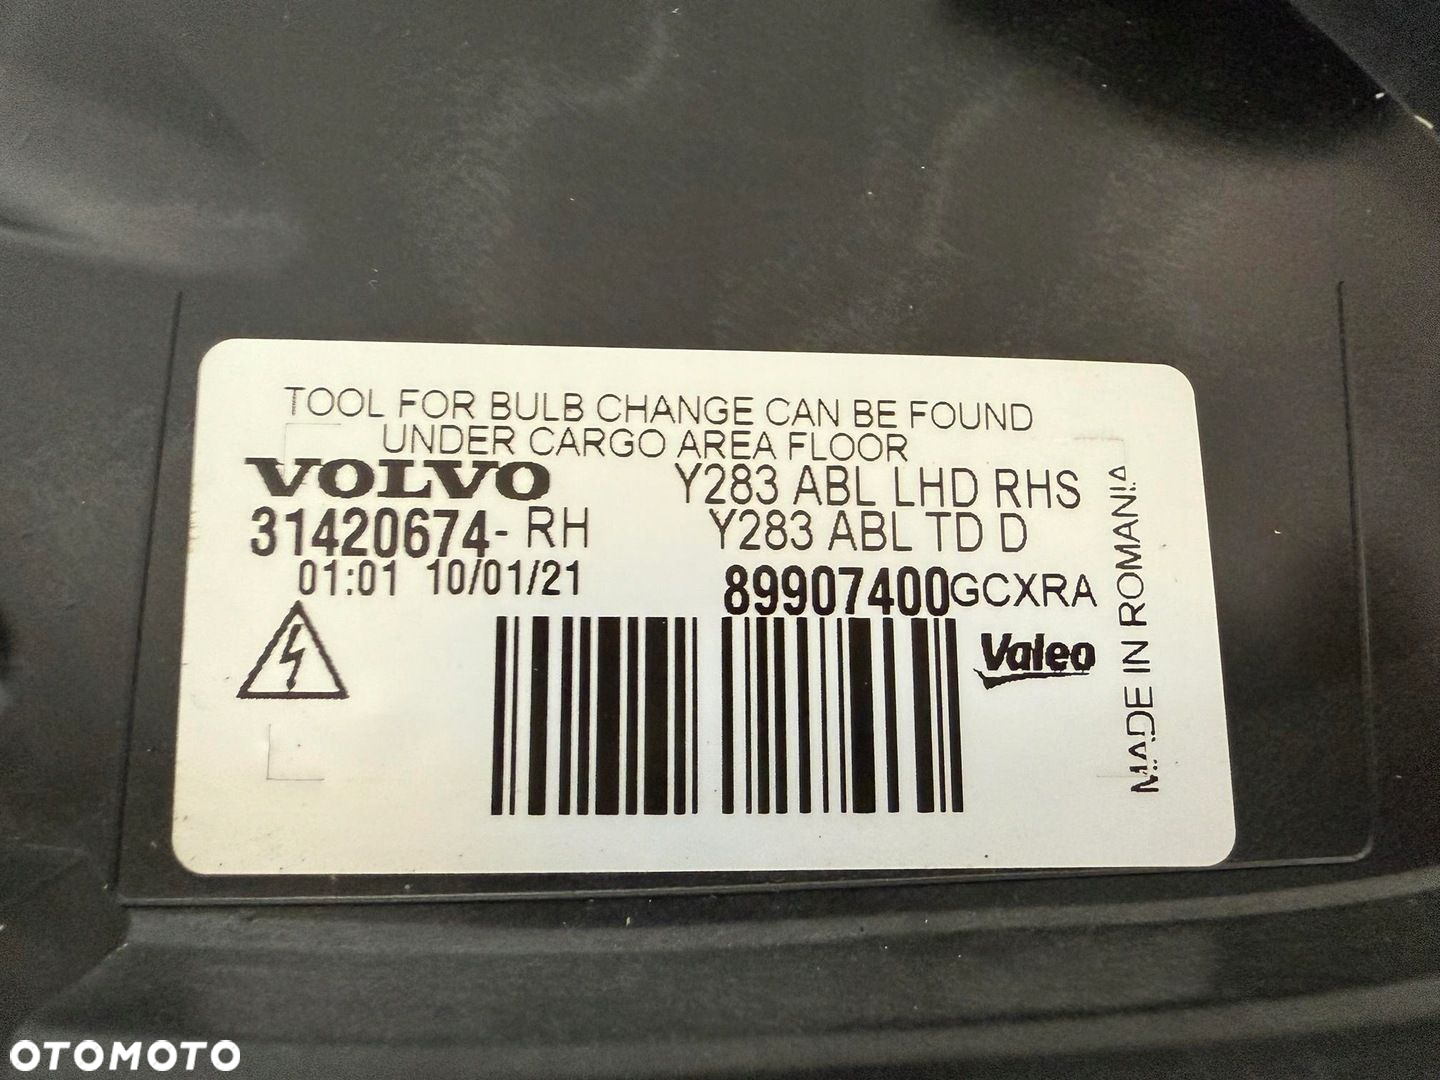 TOOL FOR BULB CHANGE CAN BE FOUND
UNDER CARGO AREA FLOOR
VOLVO
Y283 ABL LHD RHS
31420674-RH
Y283 ABL TD D
01:01 10/01/21
89907400GCXRA
Valeo
MADE IN ROMANIA
OTOMOTO